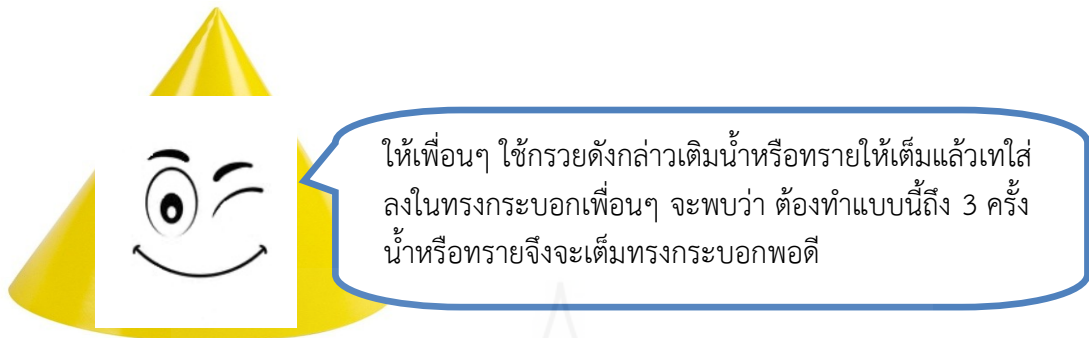 ให้เพื่อนๆ ใช้กรวยดังกล่าวเติมน้ำหรือทรายให้เต็มแล้วเทใส่
ลงในทรงกระบอกเพื่อนๆ จะพบว่า ต้องทำแบบนี้ถึง 3 ครั้ง
น้ำหรือทรายจึงจะเต็มทรงกระบอกพอดี